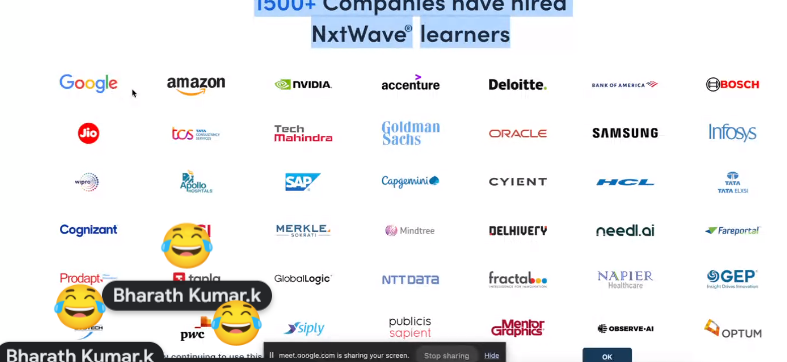 1500+ Companies have hired
NxtWave® learners
Google amazon NVIDIA. accenture Deloitte. BANK OF AMERICA BOSCH
Jio tcs TATA CONSULTANCY SERVICES Tech Mahindra Goldman Sachs ORACLE SAMSUNG Infosys
wipro Apollo HOSPITALS SAP Capgemini CYIENT HCL TATA TATA ELXSI
Cognizant MERKLE SOKRATI Mindtree DELHIVERY needl.ai Fareportal
Prodapt GlobalLogic NTT DATA fractal NAPIER Healthcare GEP
Bharath Kumar.k
pwc siply publicis sapient Mentor Graphics OBSERVE.AI OPTUM
Bharath Kumar.k
continuing to use this
meet.google.com is sharing your screen. Stop sharing Hide
OK